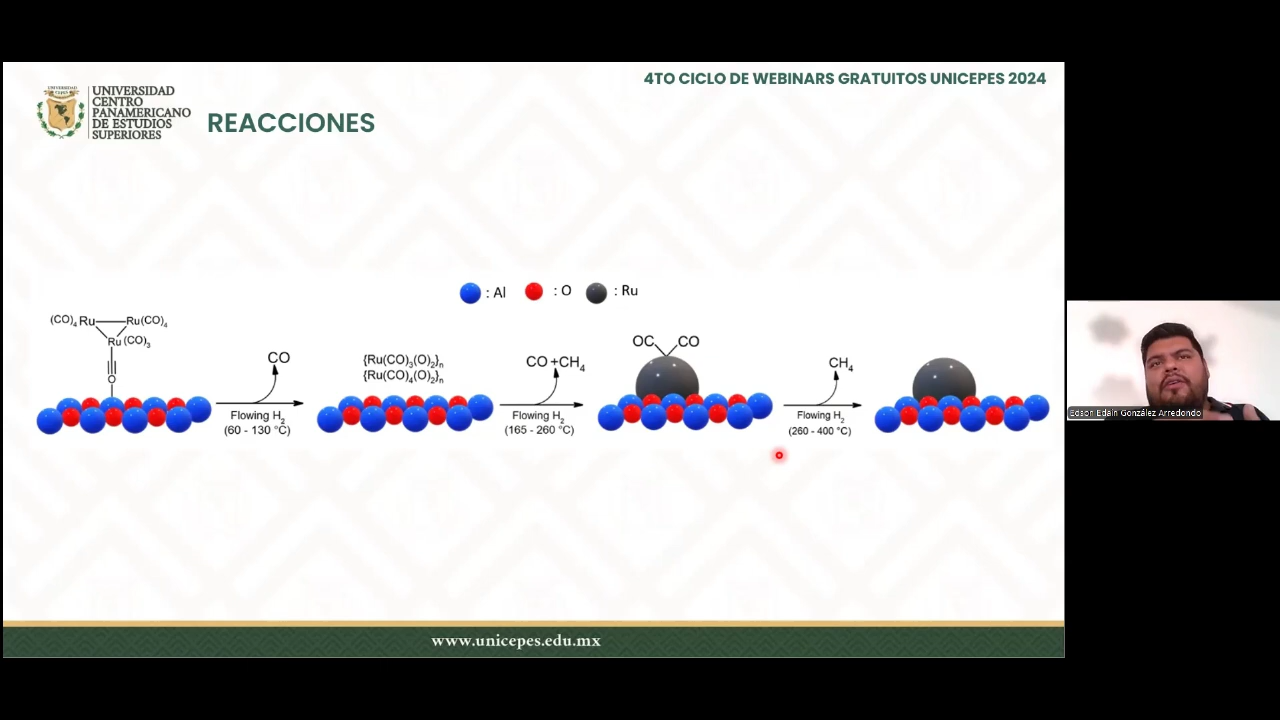 4TO CICLO DE WEBINARS GRATUITOS UNICEPES 2024
UNIVERSIDAD
CENTRO
PANAMERICANO
DE ESTUDIOS
SUPERIORES
REACCIONES
: Al : O : Ru
(CO)4 Ru Ru(CO)4
Ru(CO)3
O
CO
Flowing H2
(60 - 130 °C)
{Ru(CO)3(O)2}n
{Ru(CO)4(O)2}n
CO +CH4
Flowing H2
(165 - 260 °C)
OC CO
CH4
Flowing H2
(260 - 400 °C)
Edson Edain González Arredondo
www.unicepes.edu.mx